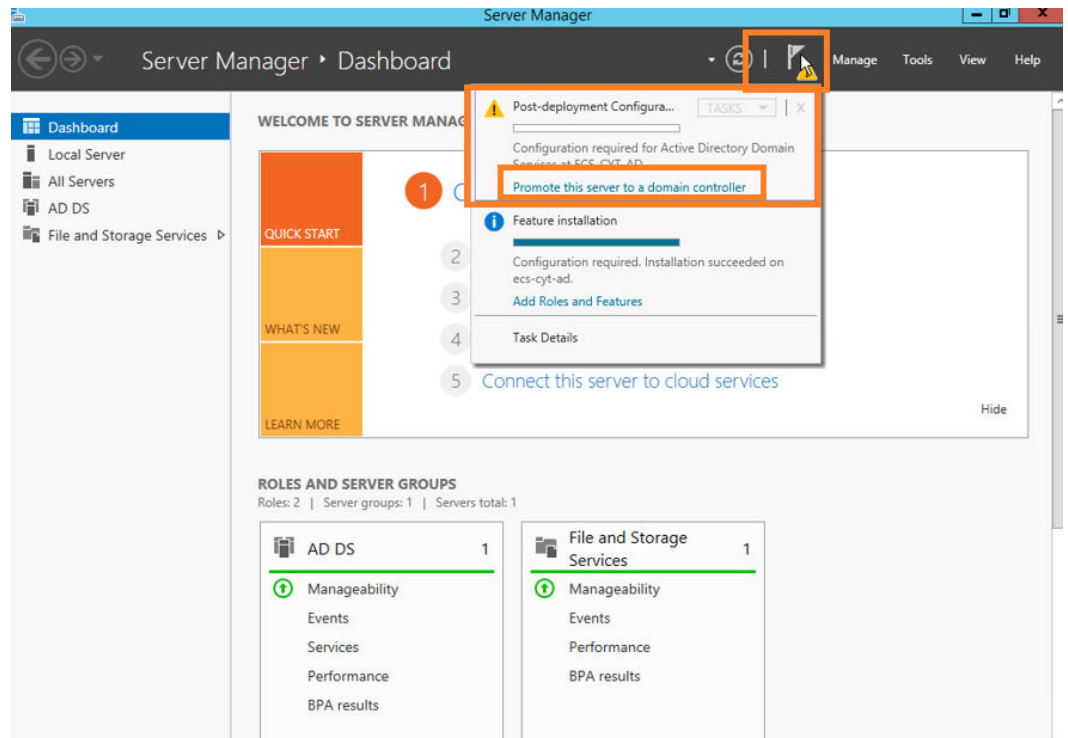 Server Manager
Server Manager • Dashboard
Manage Tools View Help
Dashboard
Local Server
All Servers
AD DS
File and Storage Services
WELCOME TO SERVER MANAG
Post-deployment Configura...
TASKS
X
Configuration required for Active Directory Domain
Services at ECS-CYT-AD
Promote this server to a domain controller
Feature installation
Configuration required. Installation succeeded on
ecs-cyt-ad.
Add Roles and Features
Task Details
QUICK START
WHAT'S NEW
LEARN MORE
1
2
3
4
5 Connect this server to cloud services
Hide
ROLES AND SERVER GROUPS
Roles: 2 | Server groups: 1 | Servers total: 1
AD DS 1
Manageability
Events
Services
Performance
BPA results
File and Storage
Services 1
Manageability
Events
Performance
BPA results